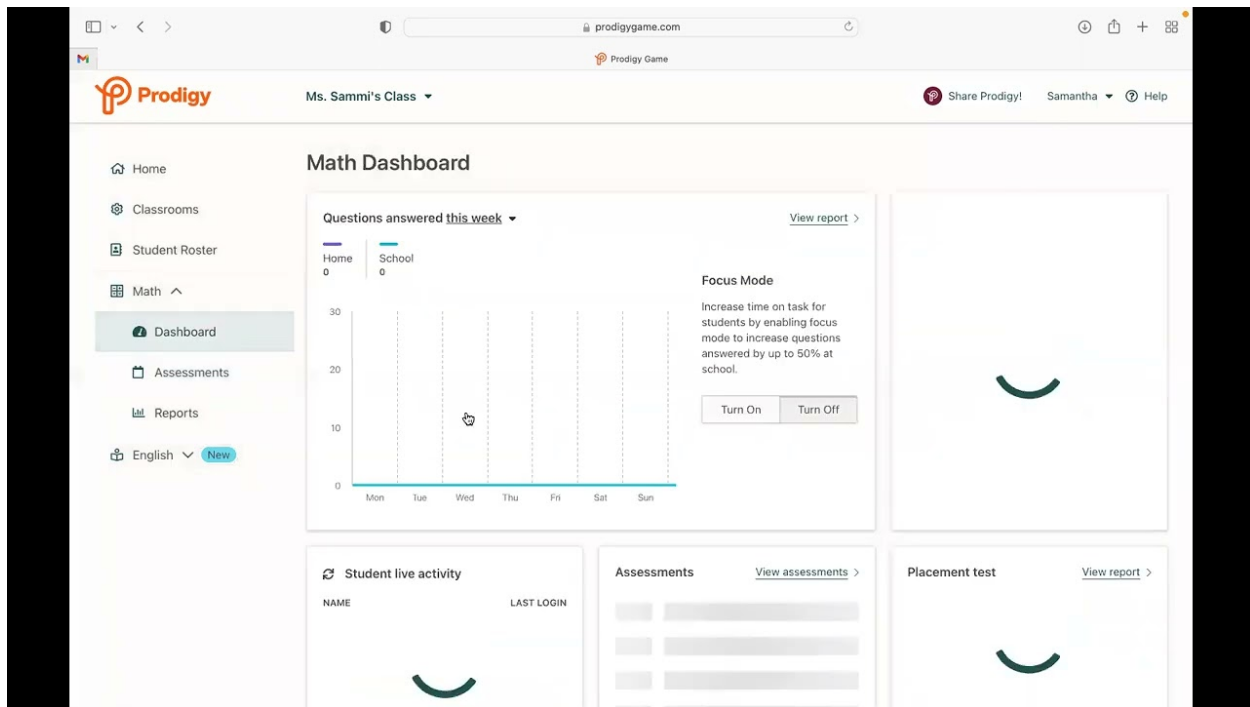 prodigygame.com
Prodigy Game
Prodigy
Ms. Sammi's Class
Share Prodigy!
Samantha
Help
Home
Classrooms
Student Roster
Math
Dashboard
Assessments
Reports
English
New
Math Dashboard
Questions answered this week
View report
Home
0
School
0
30
20
10
0
Mon
Tue
Wed
Thu
Fri
Sat
Sun
Focus Mode
Increase time on task for
students by enabling focus
mode to increase questions
answered by up to 50% at
school.
Turn On
Turn Off
Student live activity
NAME
LAST LOGIN
Assessments
View assessments
Placement test
View report